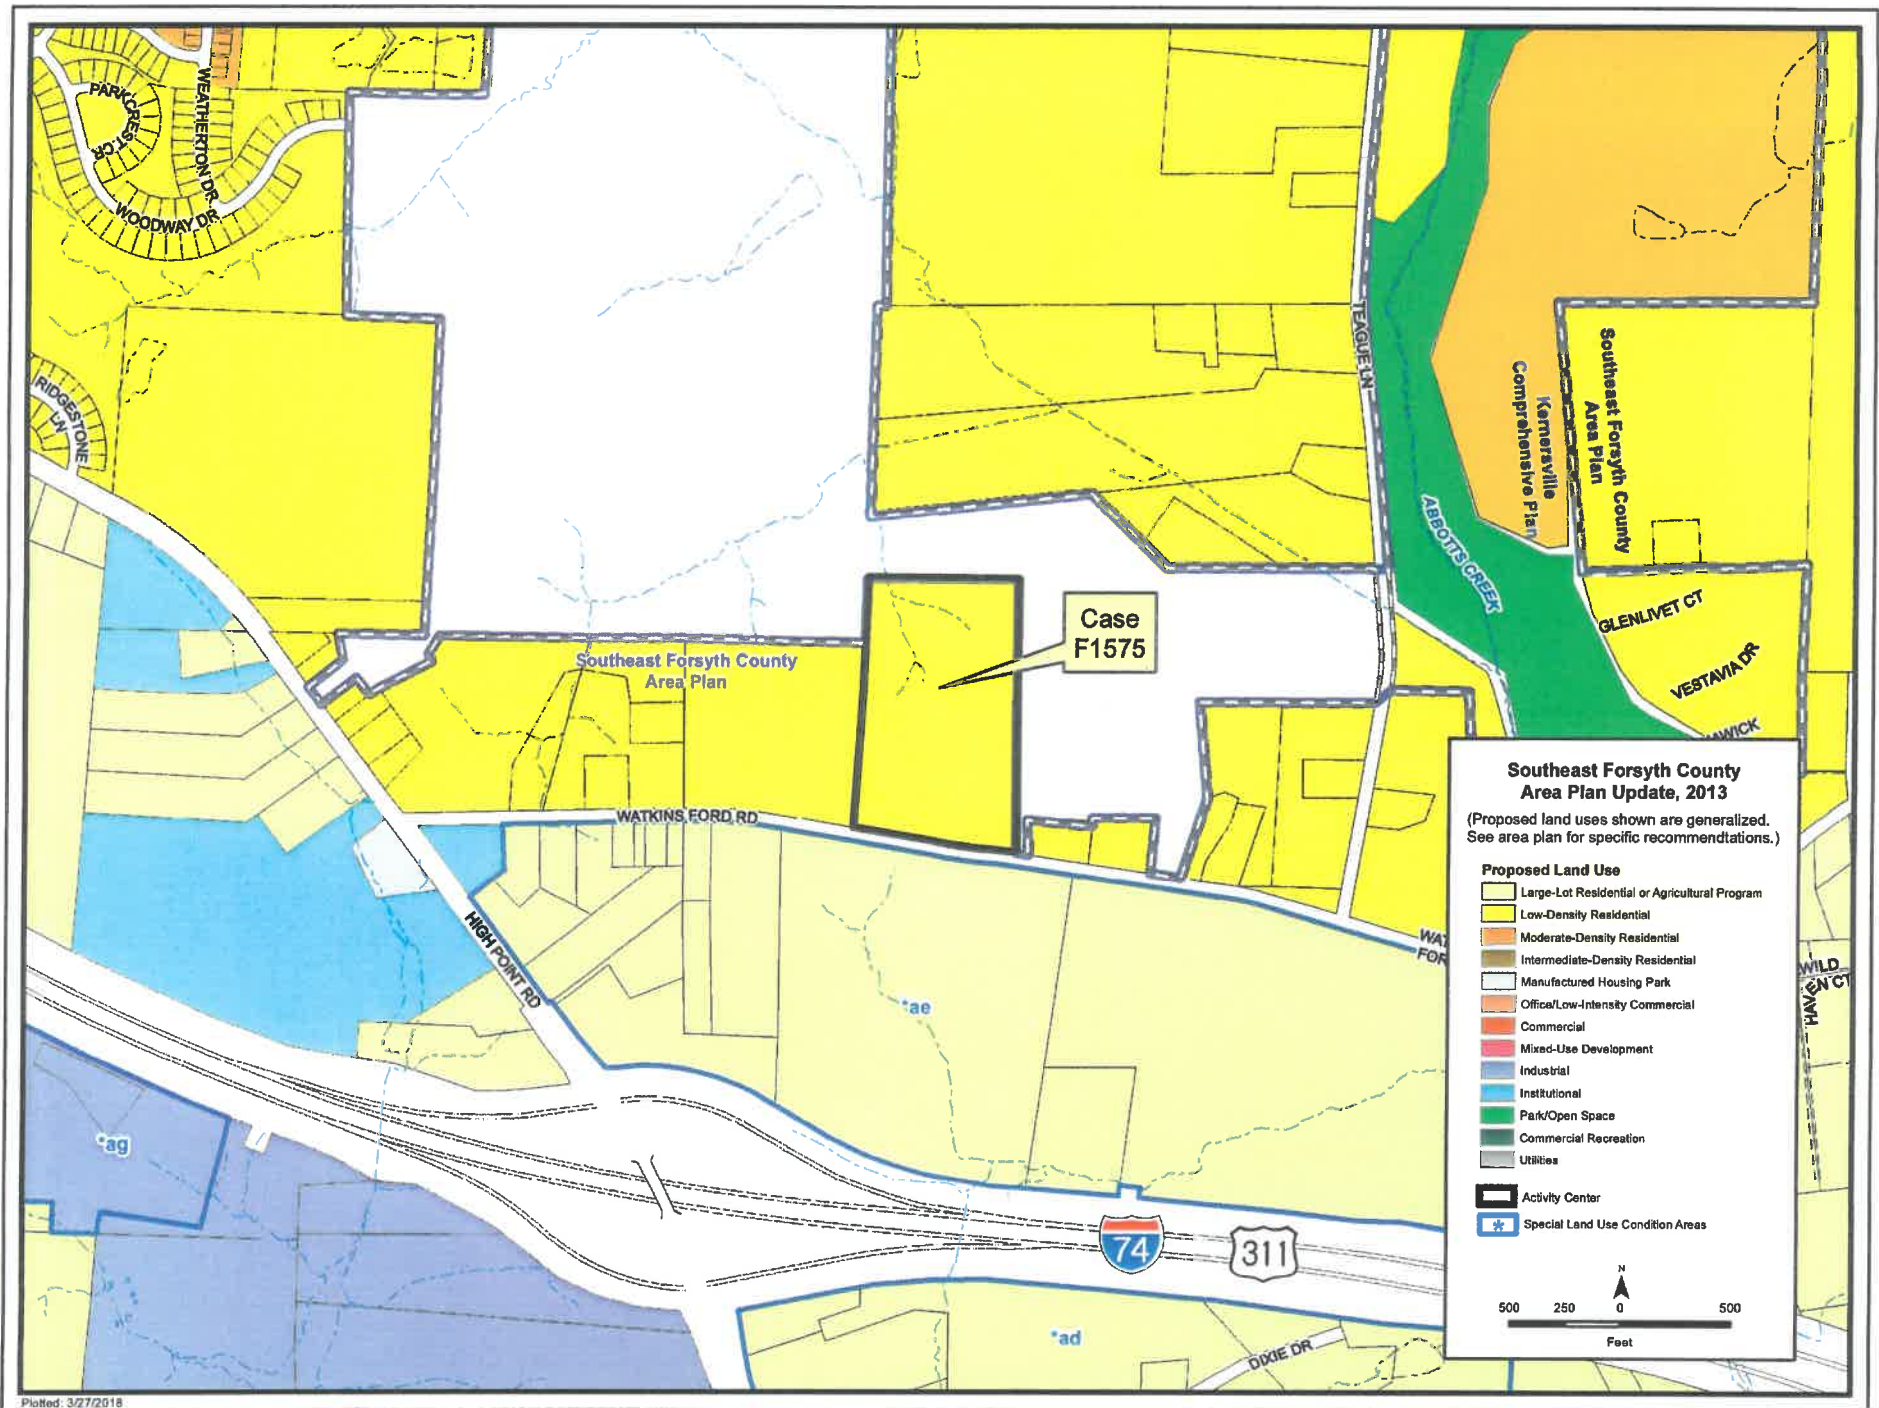 PARKCREST CR
WEATHERTON DR
WOODWAY DR
RIDGESTONE
LN
TEAGUE LN
Southeast Forsyth County
Area Plan
Kernersville
Comprehensive Plan
ABBOTTS CREEK
GLENLIVET CT
VESTAVIA DR
Case
F1575
Southeast Forsyth County
Area Plan
WATKINS FORD RD
HIGH POINT RD
*ae
*ag
*ad
74
311
DIXIE DR
WILD
HAVEN CT
Southeast Forsyth County
Area Plan Update, 2013
(Proposed land uses shown are generalized.
See area plan for specific recommendtations.)
Proposed Land Use
Large-Lot Residential or Agricultural Program
Low-Density Residential
Moderate-Density Residential
Intermediate-Density Residential
Manufactured Housing Park
Office/Low-Intensity Commercial
Commercial
Mixed-Use Development
Industrial
Institutional
Park/Open Space
Commercial Recreation
Utilities
Activity Center
* Special Land Use Condition Areas
N
500 250 0 500
Feet
Plotted: 3/27/2018